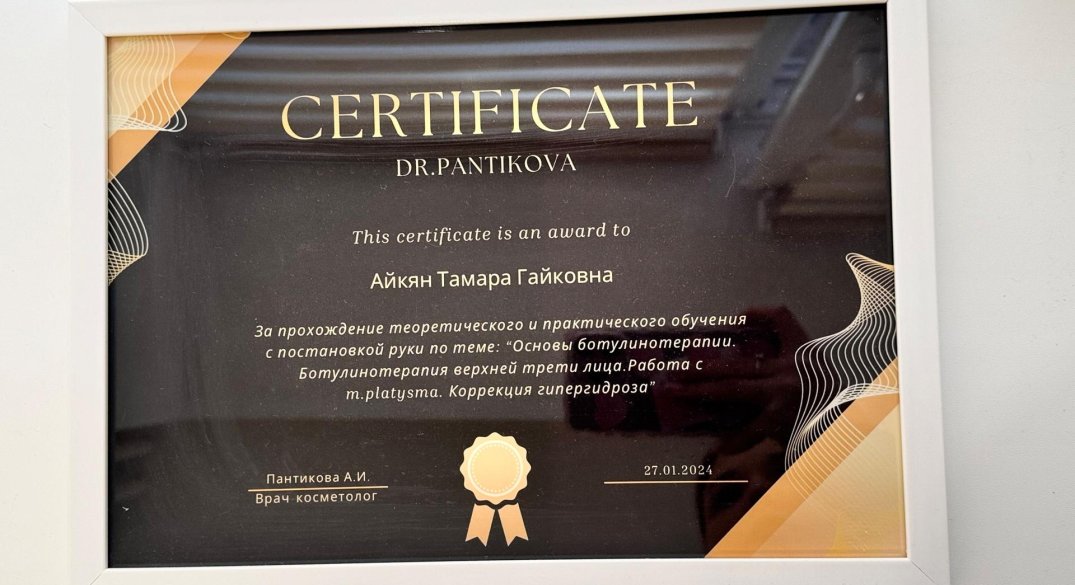 CERTIFICATE
DR.PANTIKOVA
This certificate is an award to
Айкян Тамара Гайковна
За прохождение теоретического и практического обучения
с постановкой руки по теме: “Основы ботулинотерапии.
Ботулинотерапия верхней трети лица.Работа с
m.platysma. Коррекция гипергидроза”
Пантикова А.И.
Врач косметолог
27.01.2024